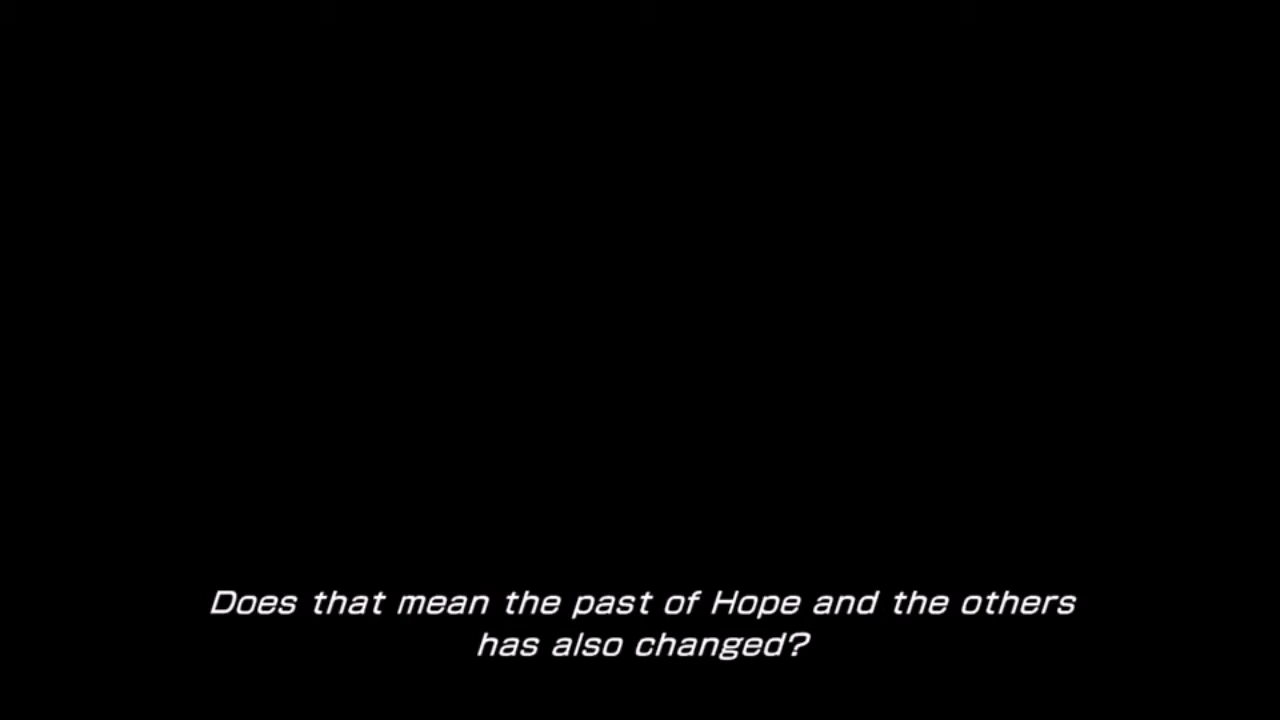 Does that mean the past of Hope and the others
has also changed?